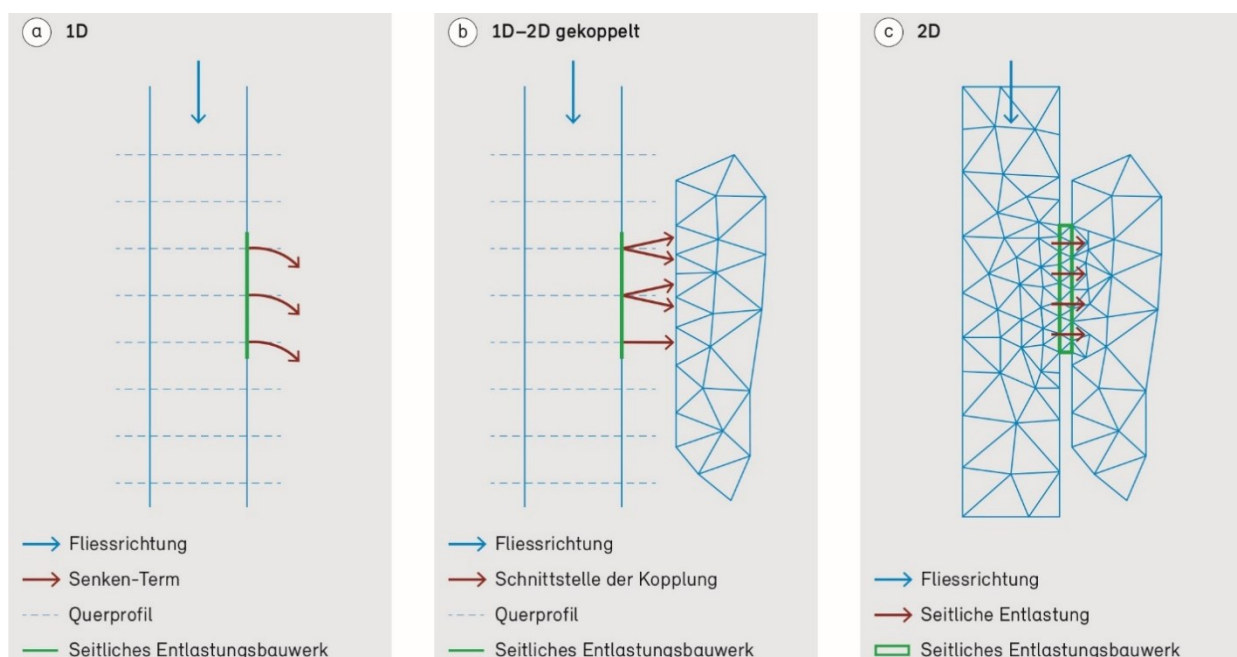 a 1D
Fliessrichtung
Senken-Term
Querprofil
Seitliches Entlastungsbauwerk
b 1D–2D gekoppelt
Fliessrichtung
Schnittstelle der Kopplung
Querprofil
Seitliches Entlastungsbauwerk
c 2D
Fliessrichtung
Seitliche Entlastung
Seitliches Entlastungsbauwerk